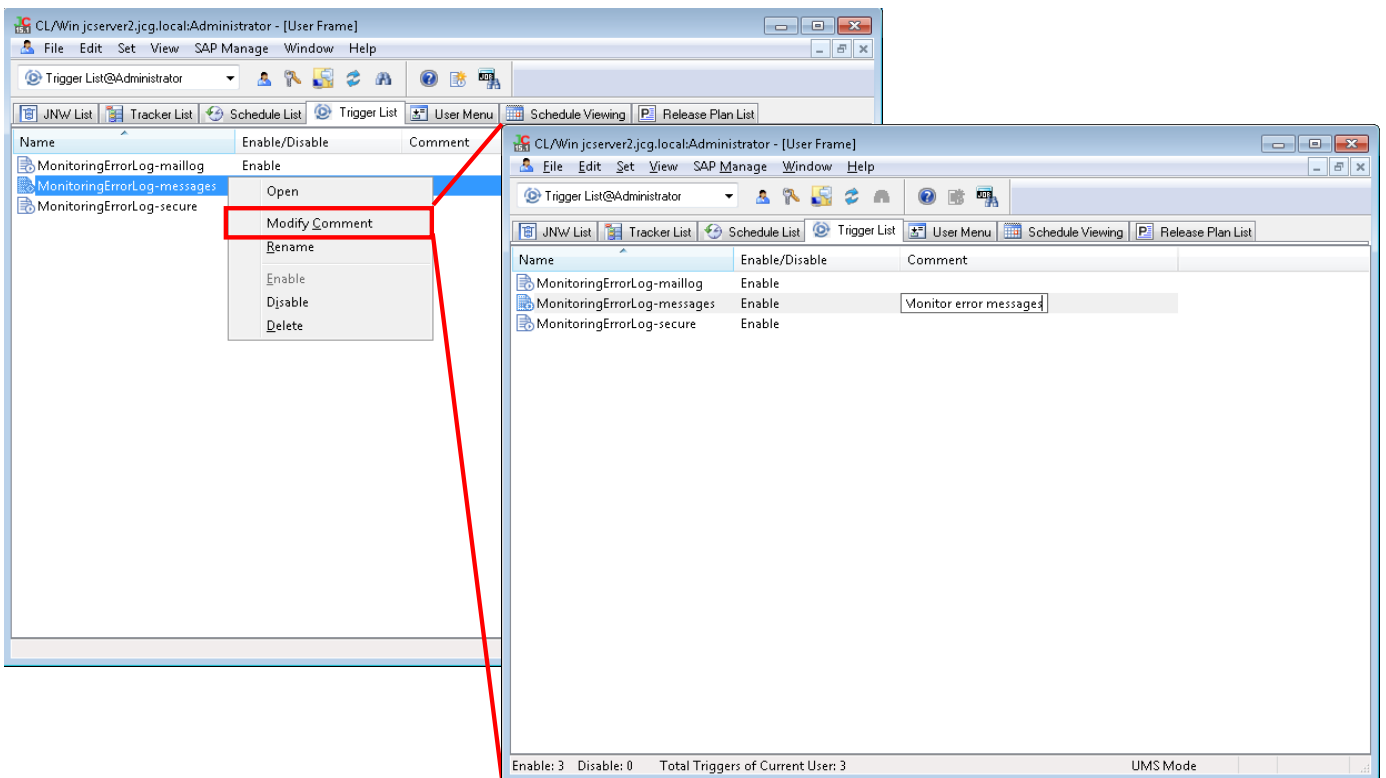 CL/Win jcserver2.jcg.local:Administrator - [User Frame]
File Edit Set View SAP Manage Window Help
Trigger List@Administrator
JNW List Tracker List Schedule List Trigger List User Menu Schedule Viewing Release Plan List
Name Enable/Disable Comment
MonitoringErrorLog-maillog Enable
MonitoringErrorLog-messages
MonitoringErrorLog-secure
Open
Modify Comment
Rename
Enable
Disable
Delete
CL/Win jcserver2.jcg.local:Administrator - [User Frame]
File Edit Set View SAP Manage Window Help
Trigger List@Administrator
JNW List Tracker List Schedule List Trigger List User Menu Schedule Viewing Release Plan List
Name Enable/Disable Comment
MonitoringErrorLog-maillog Enable
MonitoringErrorLog-messages Enable Monitor error messages
MonitoringErrorLog-secure Enable
Enable: 3 Disable: 0 Total Triggers of Current User: 3 UMS Mode